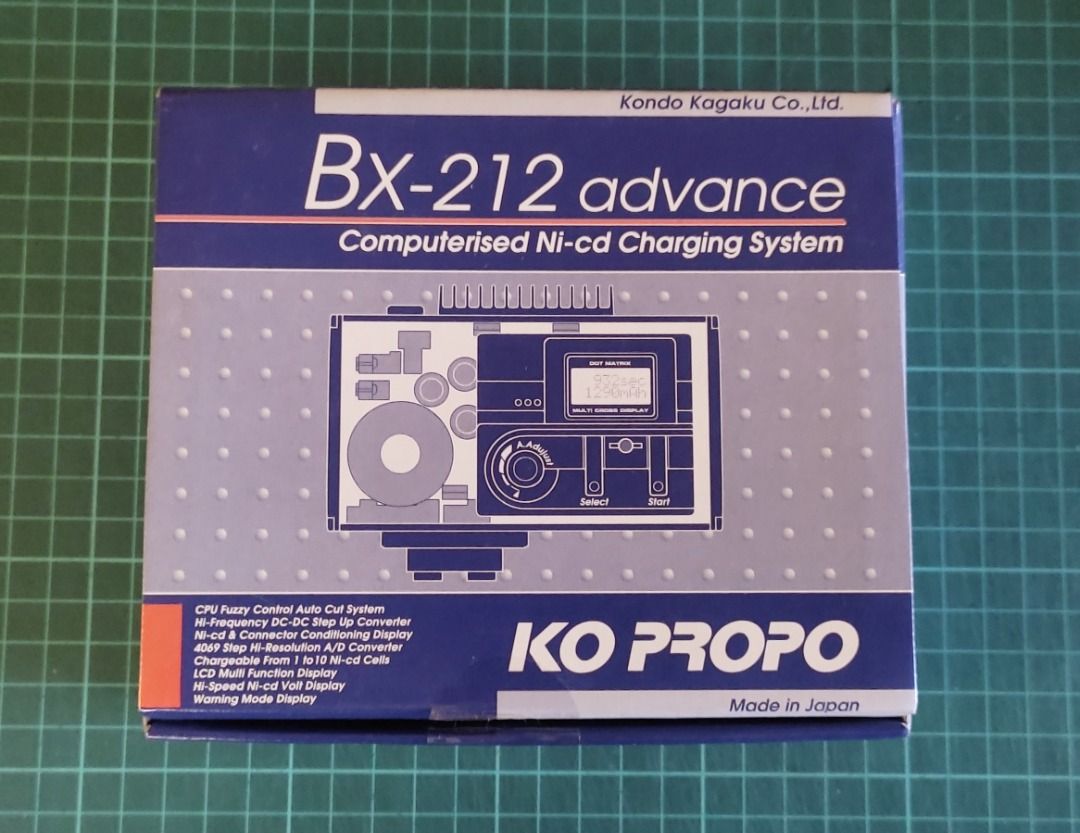 Kondo Kagaku Co.,Ltd.
BX-212 advance
Computerised Ni-cd Charging System
DOT MATRIX
932sec
1290mAh
MULTI CROSS DISPLAY
A.Adjust
Select
Start
CPU Fuzzy Control Auto Cut System
Hi-Frequency DC-DC Step Up Converter
Ni-cd & Connector Conditioning Display
4069 Step Hi-Resolution A/D Converter
Chargeable From 1 to 10 Ni-cd Cells
LCD Multi Function Display
Hi-Speed Ni-cd Volt Display
Warning Mode Display
KO PROPO
Made in Japan